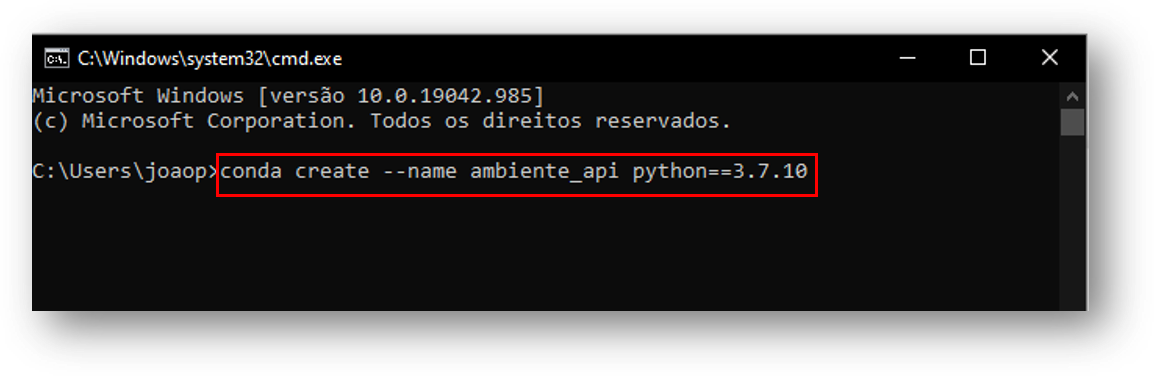 C:\Windows\system32\cmd.exe
Microsoft Windows [versão 10.0.19042.985]
(c) Microsoft Corporation. Todos os direitos reservados.
C:\Users\joaop>conda create --name ambiente_api python==3.7.10